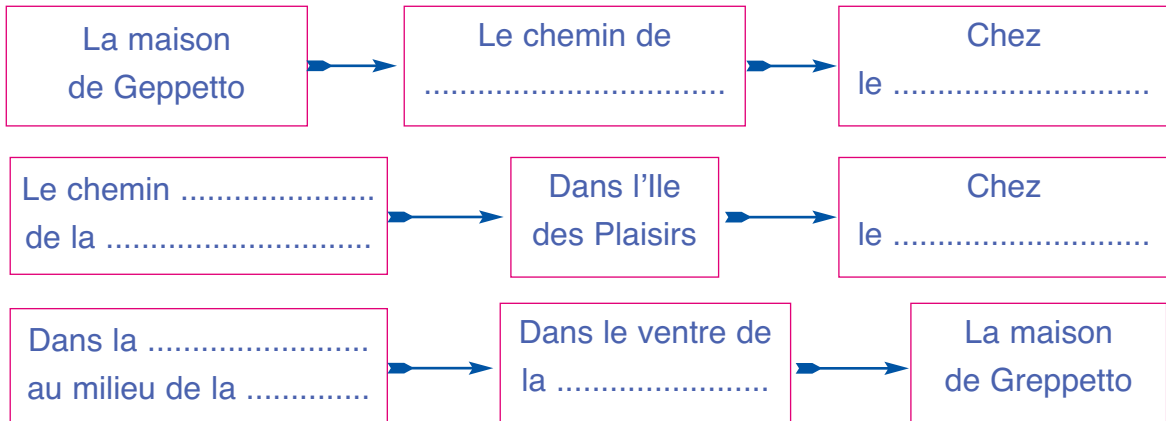 La maison
de Geppetto
Le chemin de
..................................
Chez
le .............................
Le chemin ......................
de la ..............................
Dans l'Ile
des Plaisirs
Chez
le .............................
Dans la .........................
au milieu de la ..............
Dans le ventre de
la ........................
La maison
de Greppetto